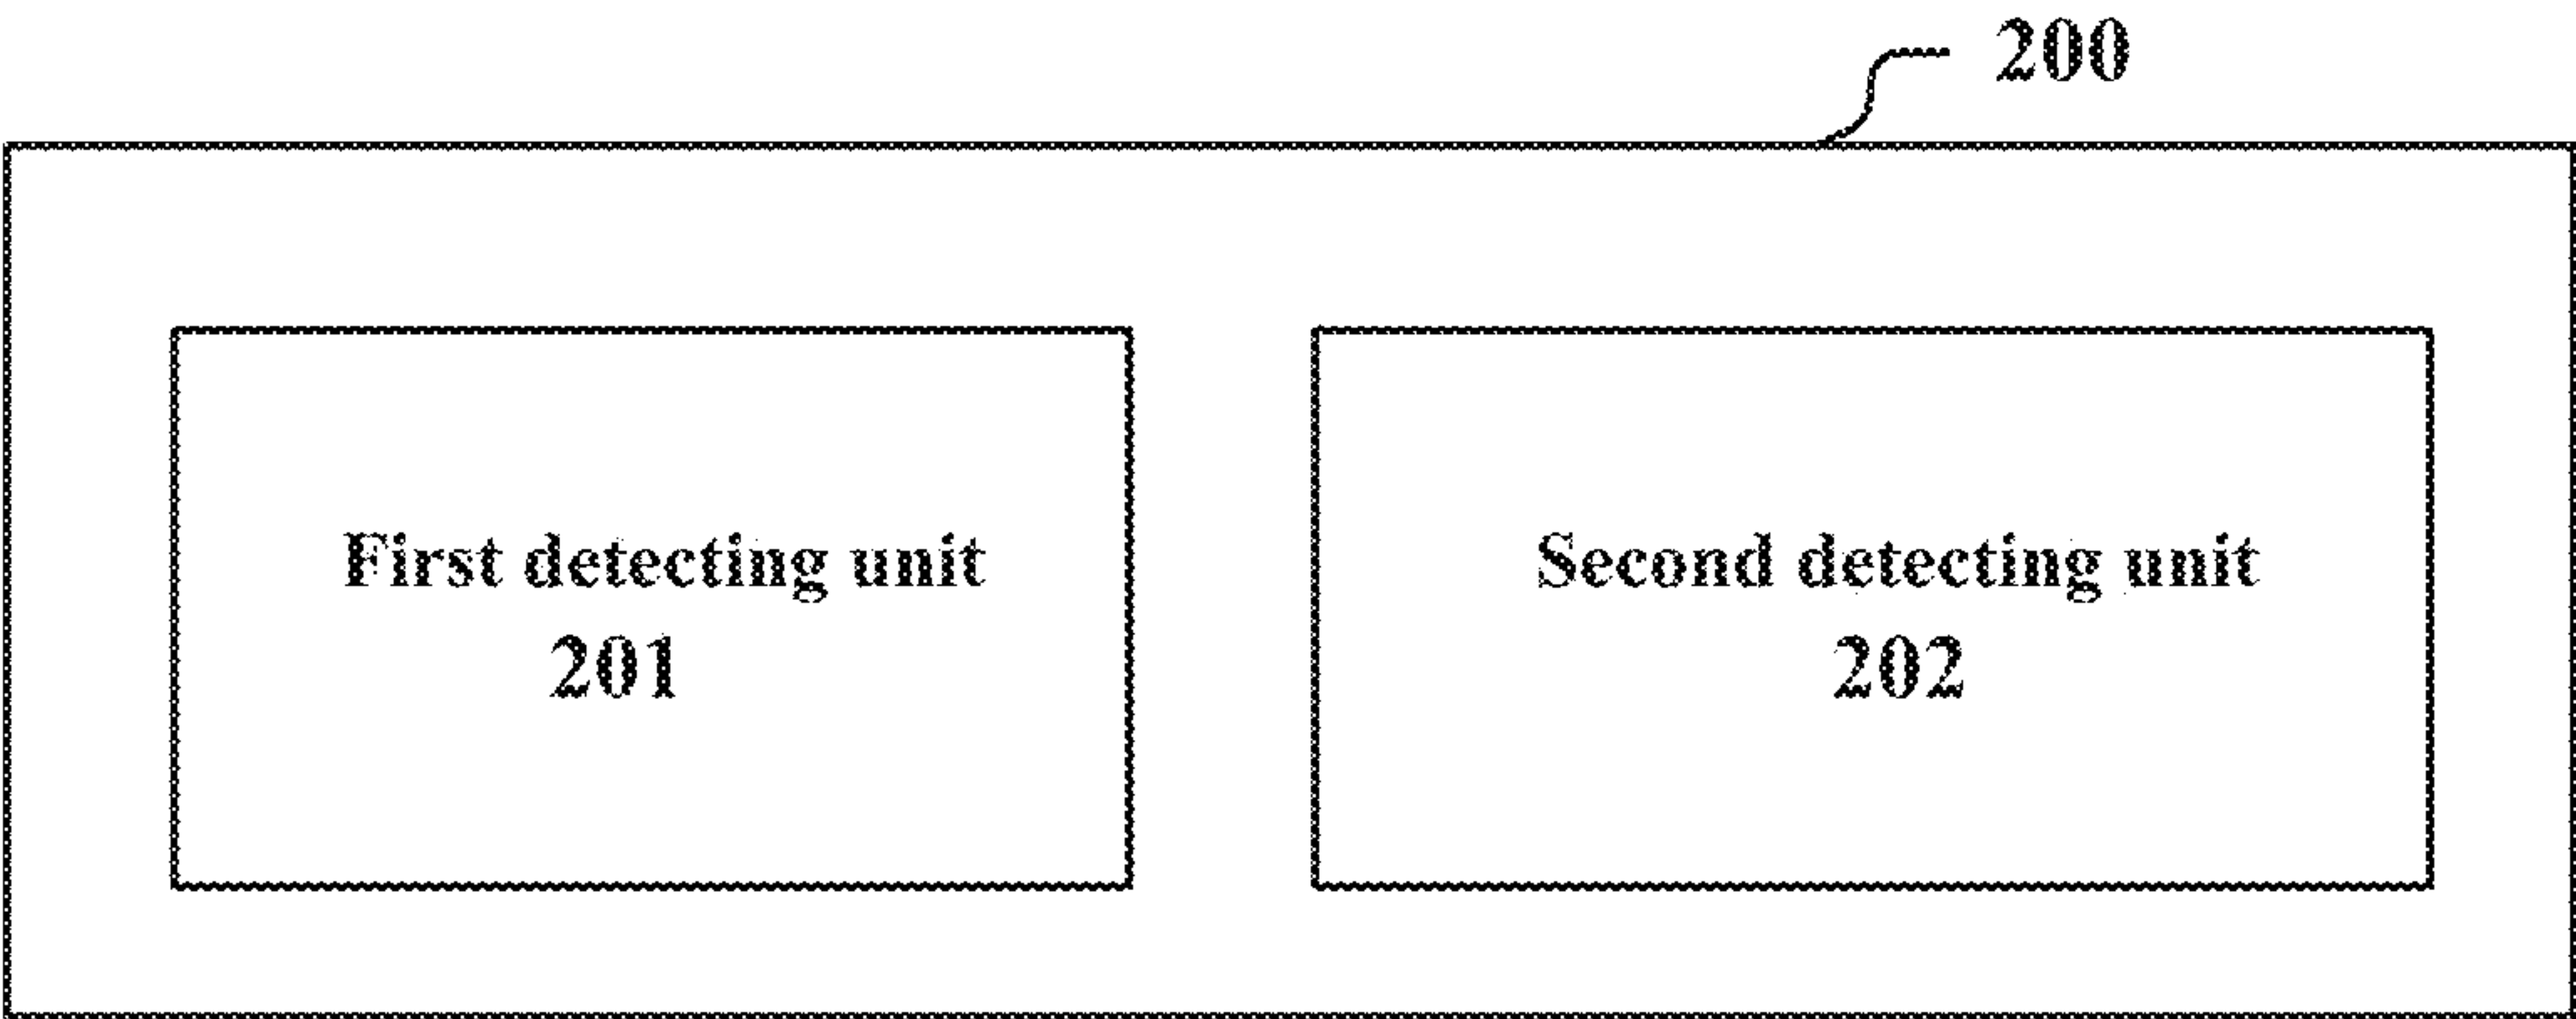 200
First detecting unit
201
Second detecting unit
202